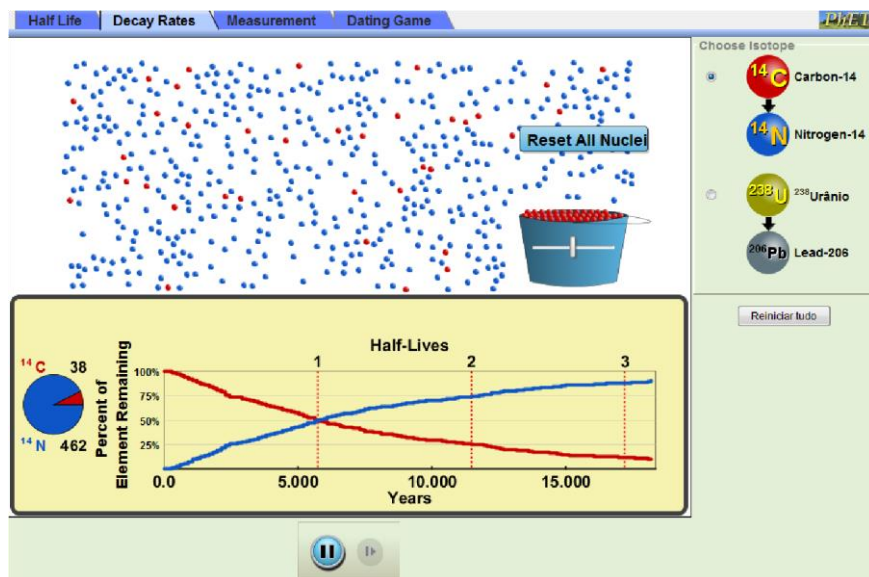 Half Life
Decay Rates
Measurement
Dating Game
PhET
Choose Isotope
14C
Carbon-14
14N
Nitrogen-14
238U
238Urânio
206Pb
Lead-206
Reset All Nuclei
Reiniciar tudo
14C 38
14N 462
Half-Lives
1 2 3
Percent of
Element Remaining
100%
75%
50%
25%
0.0 5.000 10.000 15.000
Years